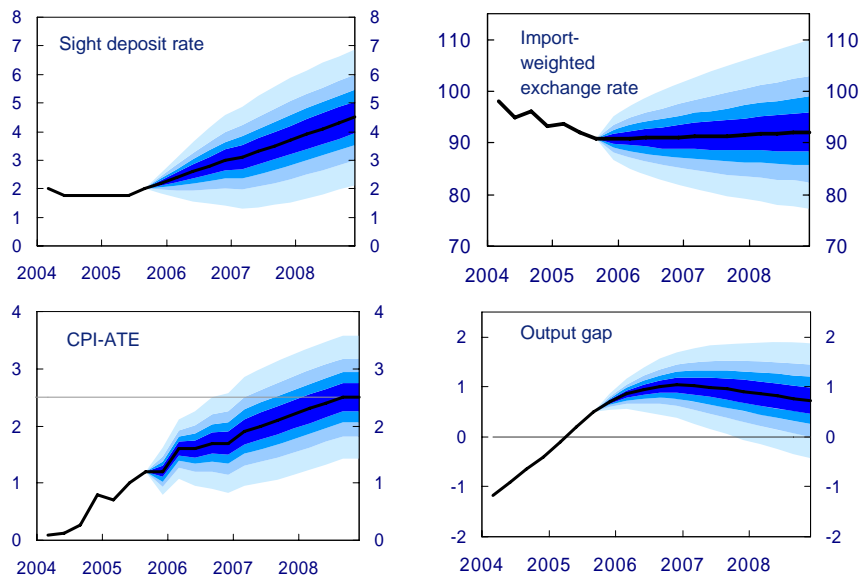 Sight deposit rate
8 8
7 7
6 6
5 5
4 4
3 3
2 2
1 1
0 0
2004 2005 2006 2007 2008
Import-
weighted
exchange rate
110 110
100 100
90 90
80 80
70 70
2004 2005 2006 2007 2008
CPI-ATE
4 4
3 3
2 2
1 1
0 0
2004 2005 2006 2007 2008
Output gap
2 2
1 1
0 0
-1 -1
-2 -2
2004 2005 2006 2007 2008